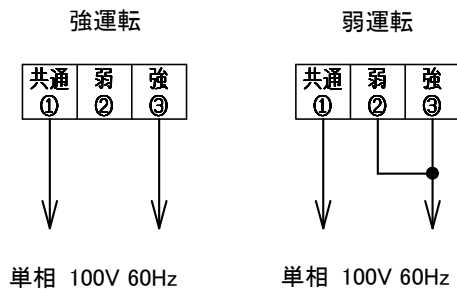 強運転 弱運転
共通 弱 強 共通 弱 強
① ② ③ ① ② ③
単相 100V 60Hz 単相 100V 60Hz